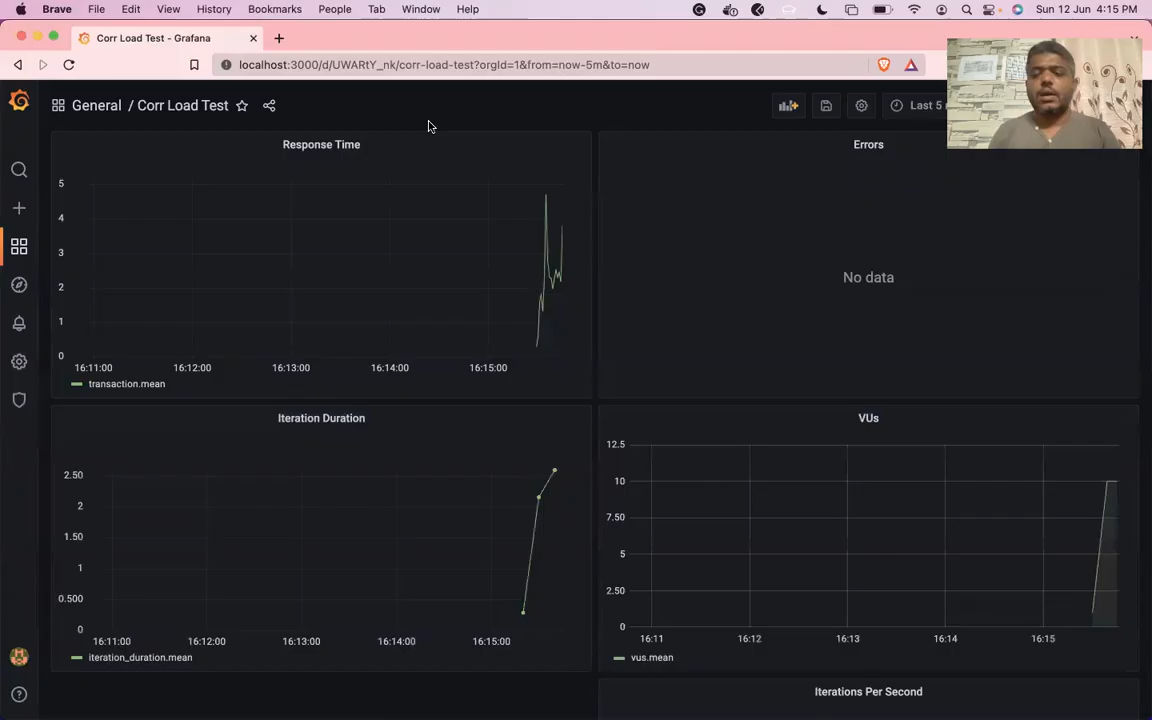 Brave File Edit View History Bookmarks People Tab Window Help Sun 12 Jun 4:15 PM
Corr Load Test - Grafana
localhost:3000/d/UWARtY_nk/corr-load-test?orgId=1&from=now-5m&to=now
General / Corr Load Test Last 5
Response Time
5
4
3
2
1
0
16:11:00 16:12:00 16:13:00 16:14:00 16:15:00
transaction.mean
Errors
No data
Iteration Duration
2.50
2
1.50
1
0.500
0
16:11:00 16:12:00 16:13:00 16:14:00 16:15:00
iteration_duration.mean
VUs
12.5
10
7.50
5
2.50
0
16:11 16:12 16:13 16:14 16:15
vus.mean
Iterations Per Second